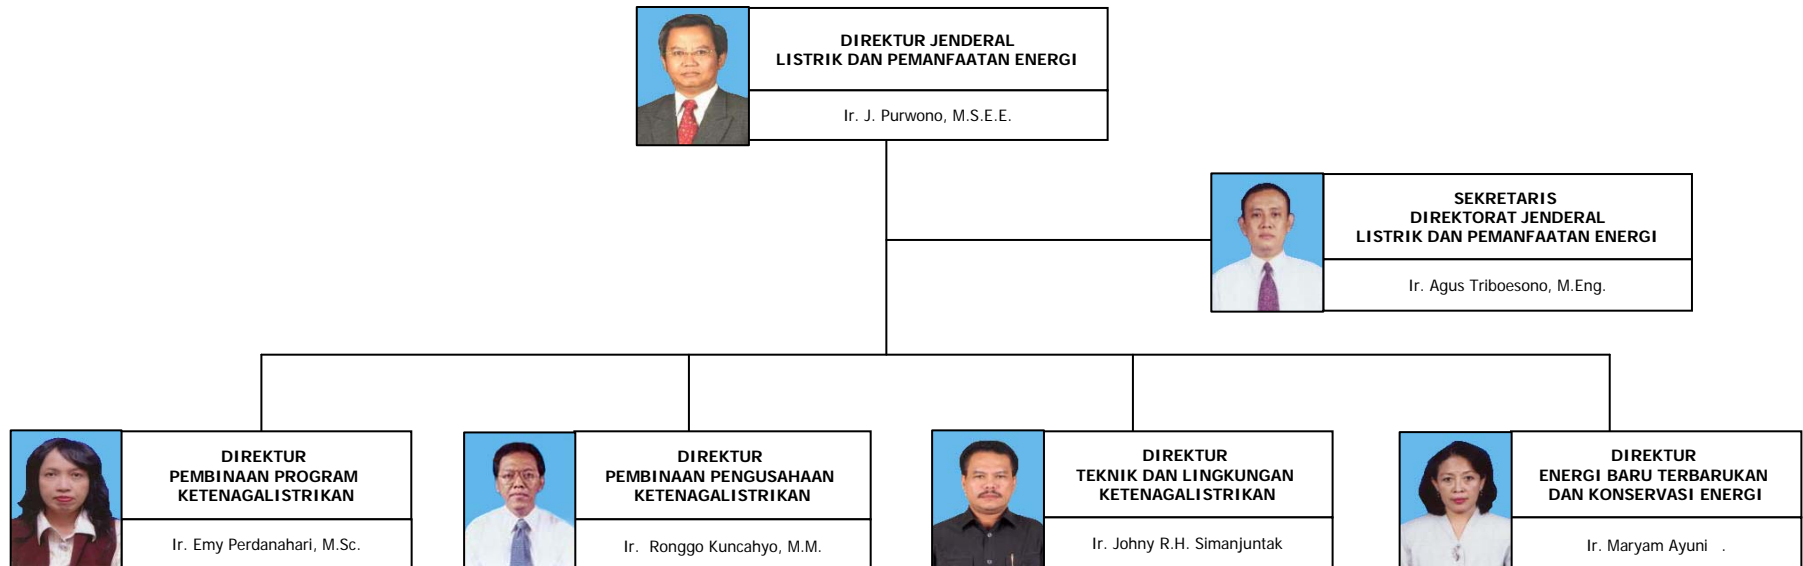 DIREKTUR JENDERAL
LISTRIK DAN PEMANFAATAN ENERGI
Ir. J. Purwono, M.S.E.E.
SEKRETARIS
DIREKTORAT JENDERAL
LISTRIK DAN PEMANFAATAN ENERGI
Ir. Agus Triboesono, M.Eng.
DIREKTUR
PEMBINAAN PROGRAM
KETENAGALISTRIKAN
Ir. Emy Perdanahari, M.Sc.
DIREKTUR
PEMBINAAN PENGUSAHAAN
KETENAGALISTRIKAN
Ir. Ronggo Kuncahyo, M.M.
DIREKTUR
TEKNIK DAN LINGKUNGAN
KETENAGALISTRIKAN
Ir. Johny R.H. Simanjuntak
DIREKTUR
ENERGI BARU TERBARUKAN
DAN KONSERVASI ENERGI
Ir. Maryam Ayuni .